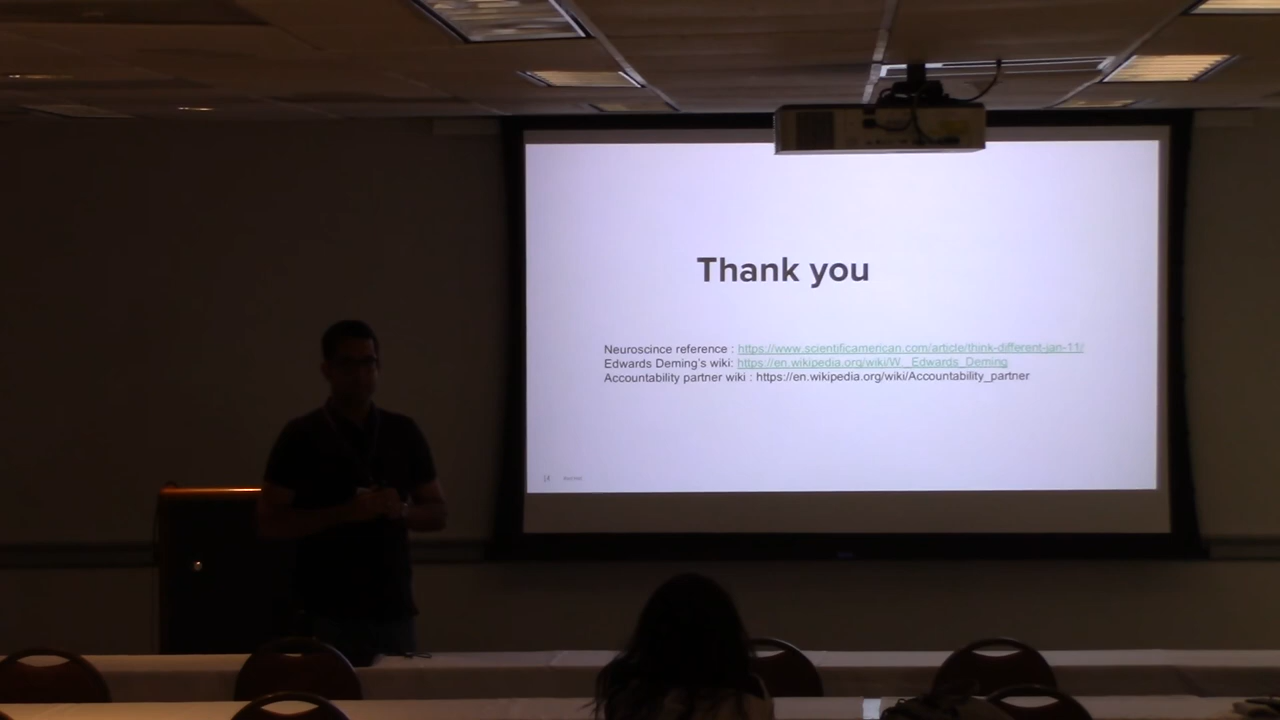 Thank you
Neuroscince reference : https://www.scientificamerican.com/article/think-different-jan-11/
Edwards Deming's wiki: https://en.wikipedia.org/wiki/W._Edwards_Deming
Accountability partner wiki : https://en.wikipedia.org/wiki/Accountability_partner